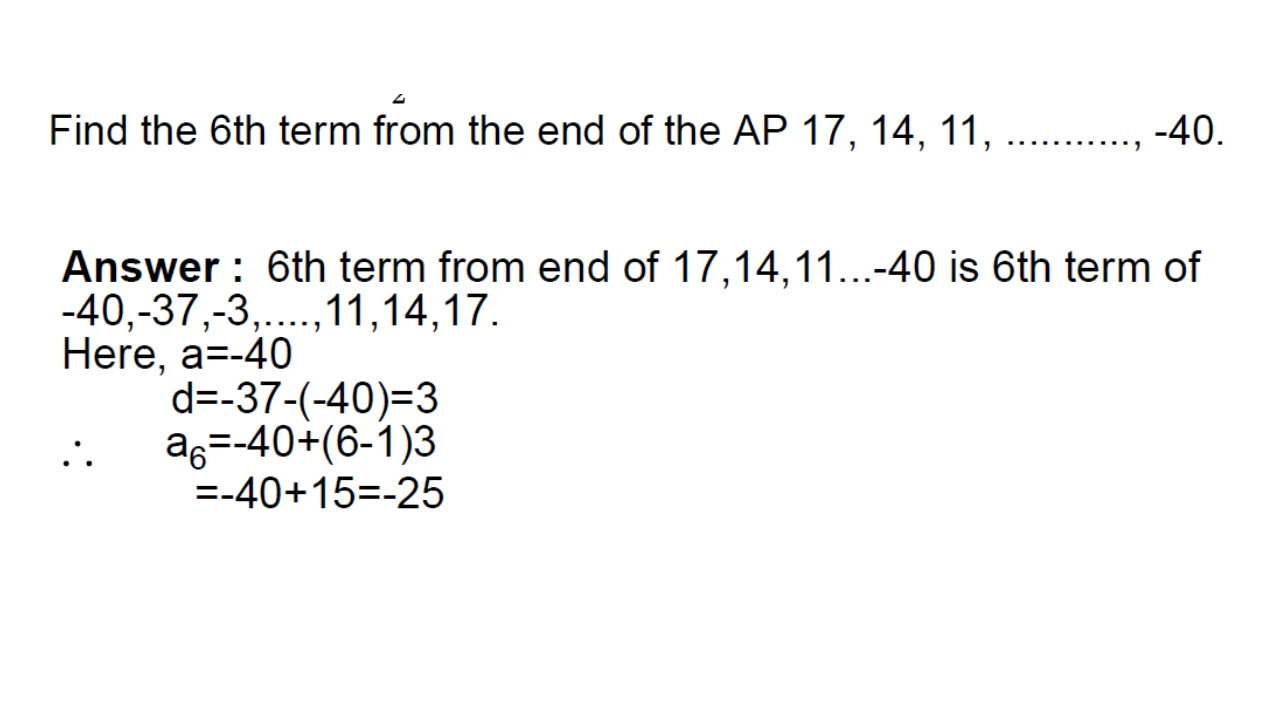 Find the 6th term from the end of the AP 17, 14, 11, ............, -40.
Answer : 6th term from end of 17,14,11...-40 is 6th term of
-40,-37,-3,....,11,14,17.
Here, a=-40
d=-37-(-40)=3
∴ a₆=-40+(6-1)3
=-40+15=-25